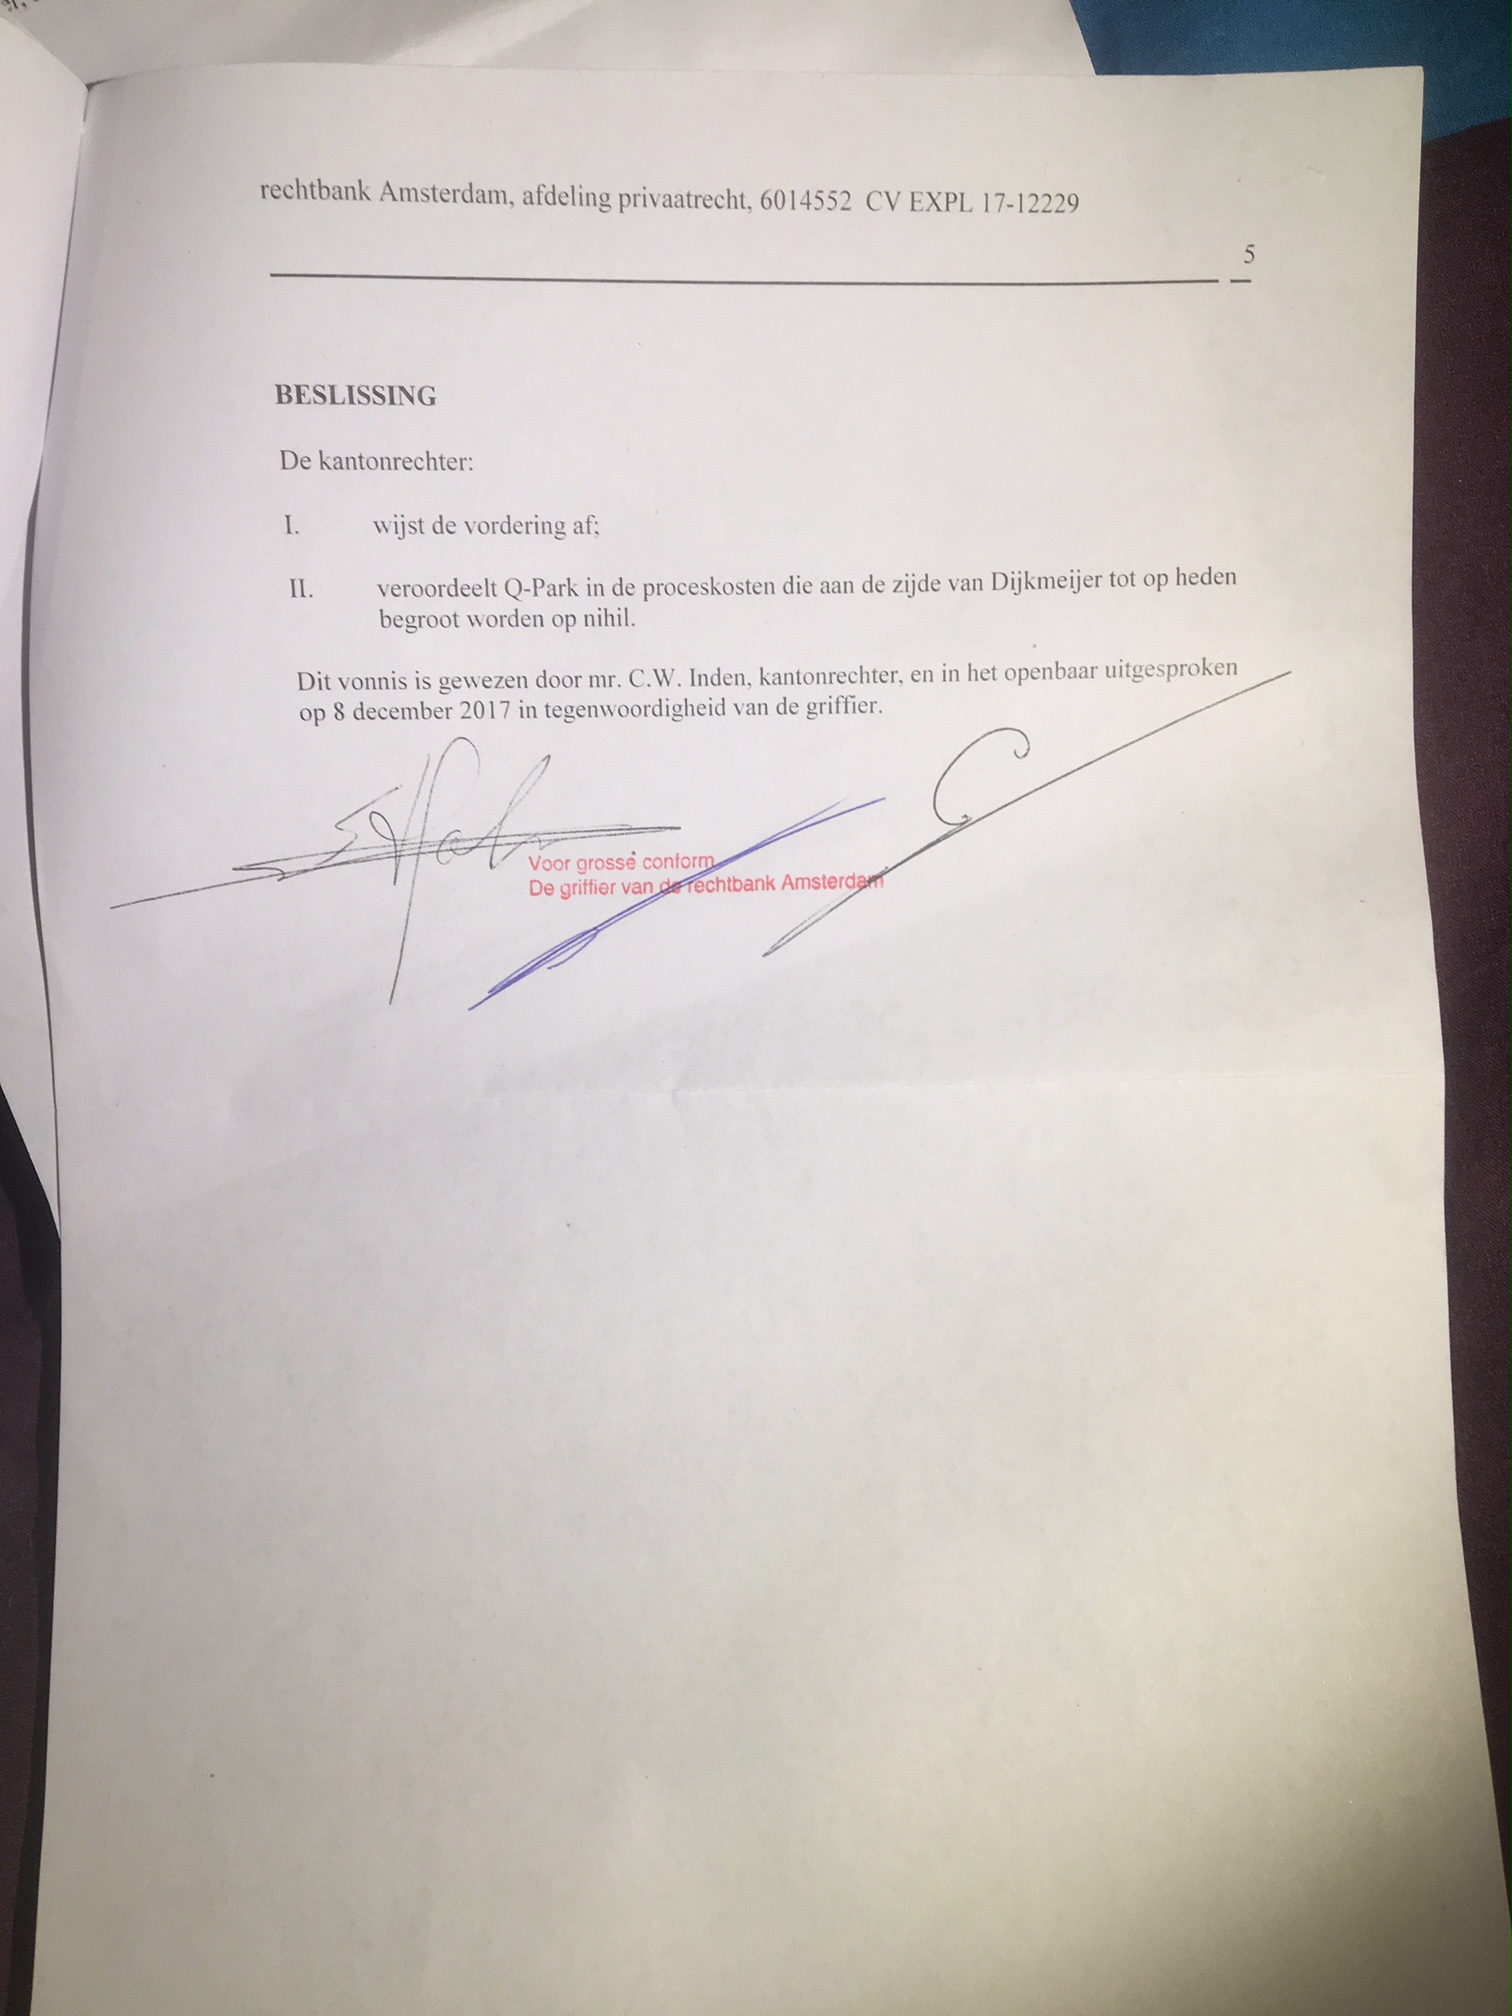 rechtbank Amsterdam, afdeling privaatrecht, 6014552 CV EXPL 17-12229
5
BESLISSING
De kantonrechter:
I. wijst de vordering af;
II. veroordeelt Q-Park in de proceskosten die aan de zijde van Dijkmeijer tot op heden
begroot worden op nihil.
Dit vonnis is gewezen door mr. C.W. Inden, kantonrechter, en in het openbaar uitgesproken
op 8 december 2017 in tegenwoordigheid van de griffier.
Voor grosse conform
De griffier van de rechtbank Amsterdam